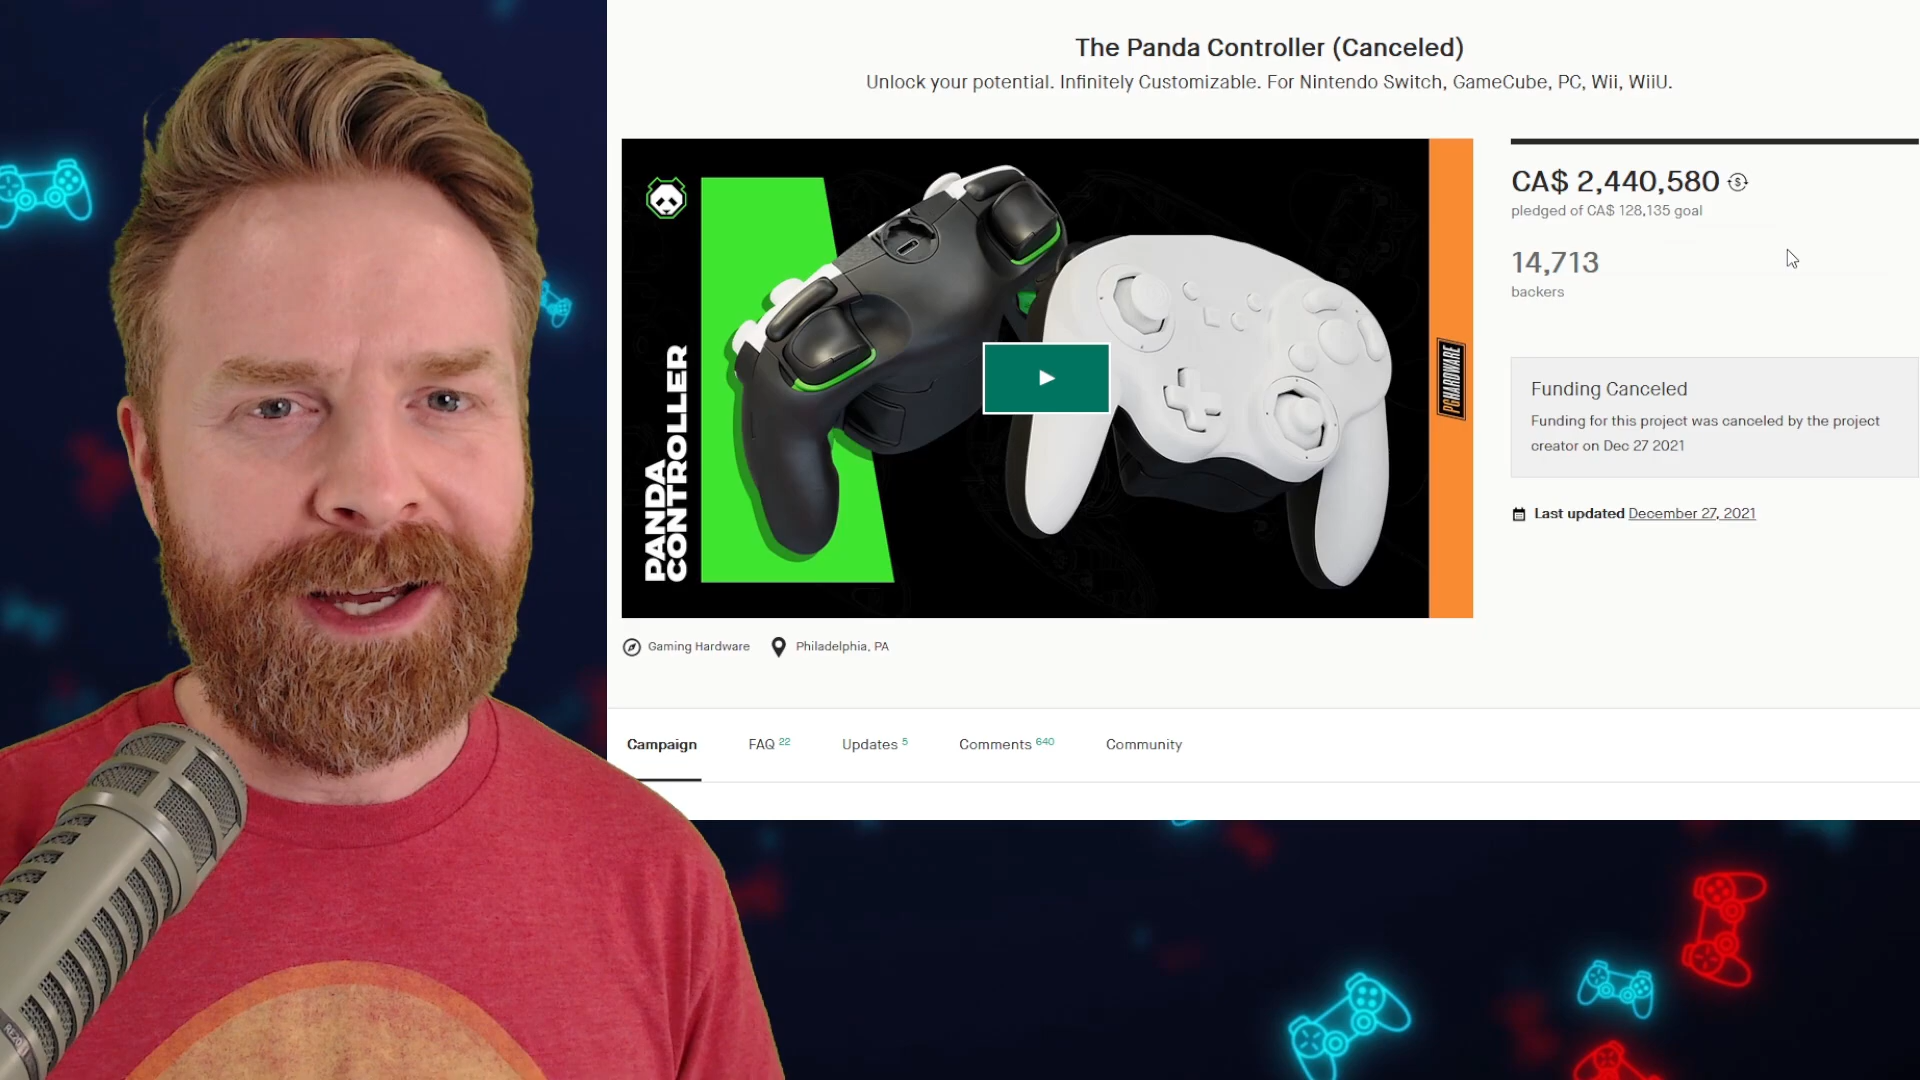 The Panda Controller (Canceled)
Unlock your potential. Infinitely Customizable. For Nintendo Switch, GameCube, PC, Wii, WiiU.
PANDA
CONTROLLER
PGHARDWARE
CA$ 2,440,580
pledged of CA$ 128,135 goal
14,713
backers
Funding Canceled
Funding for this project was canceled by the project
creator on Dec 27 2021
Last updated December 27, 2021
Gaming Hardware
Philadelphia, PA
Campaign
FAQ 22
Updates 5
Comments 640
Community